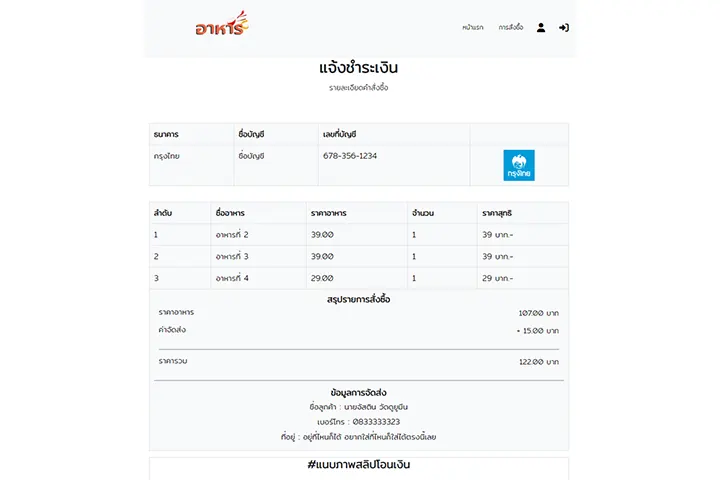 อาหาร
หน้าแรก การสั่งซื้อ
แจ้งชำระเงิน
รายละเอียดคำสั่งซื้อ
ธนาคาร ชื่อบัญชี เลขที่บัญชี
กรุงไทย ชื่อบัญชี 678-356-1234
กรุงไทย
ลำดับ ชื่ออาหาร ราคาอาหาร จำนวน ราคาสุทธิ
1 อาหารที่ 2 39.00 1 39 บาท.-
2 อาหารที่ 3 39.00 1 39 บาท.-
3 อาหารที่ 4 29.00 1 29 บาท.-
สรุปรายการสั่งซื้อ
ราคาอาหาร 107.00 บาท
ค่าจัดส่ง + 15.00 บาท
ราคารวม 122.00 บาท
ข้อมูลการจัดส่ง
ชื่อลูกค้า : นายอัสติน วัดตูยูมีน
เบอร์โทร : 0833333323
ที่อยู่ : อยู่ที่ไหนก็ได้ อยากใส่ที่ไหนก็ใส่ได้ตรงนี้เลย
#แนบภาพสลิปโอนเงิน